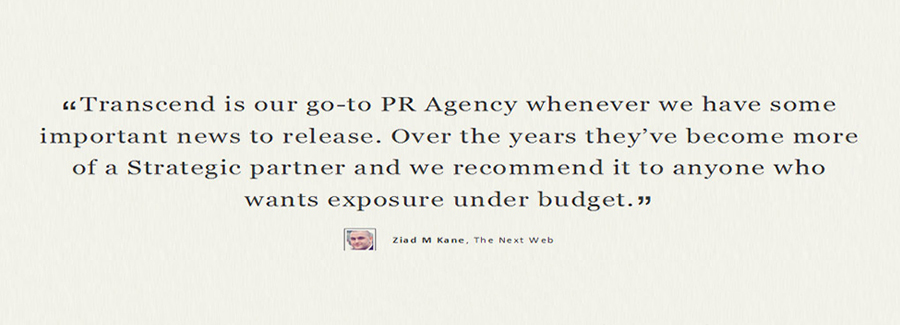 “Transcend is our go-to PR Agency whenever we have some
important news to release. Over the years they’ve become more
of a Strategic partner and we recommend it to anyone who
wants exposure under budget.”
Ziad M Kane, The Next Web